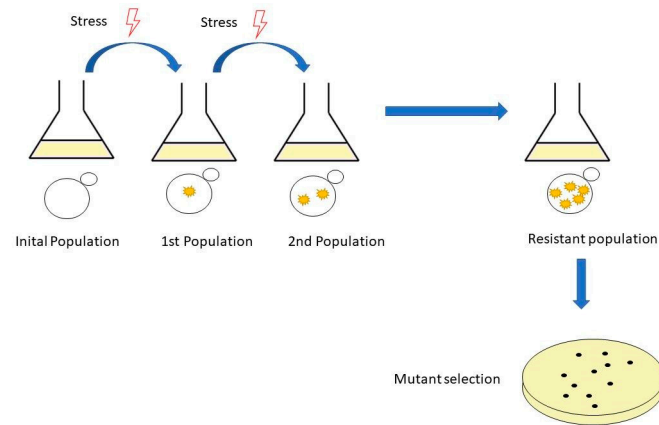 Stress
Stress
Inital Population
1st Population
2nd Population
Resistant population
Mutant selection